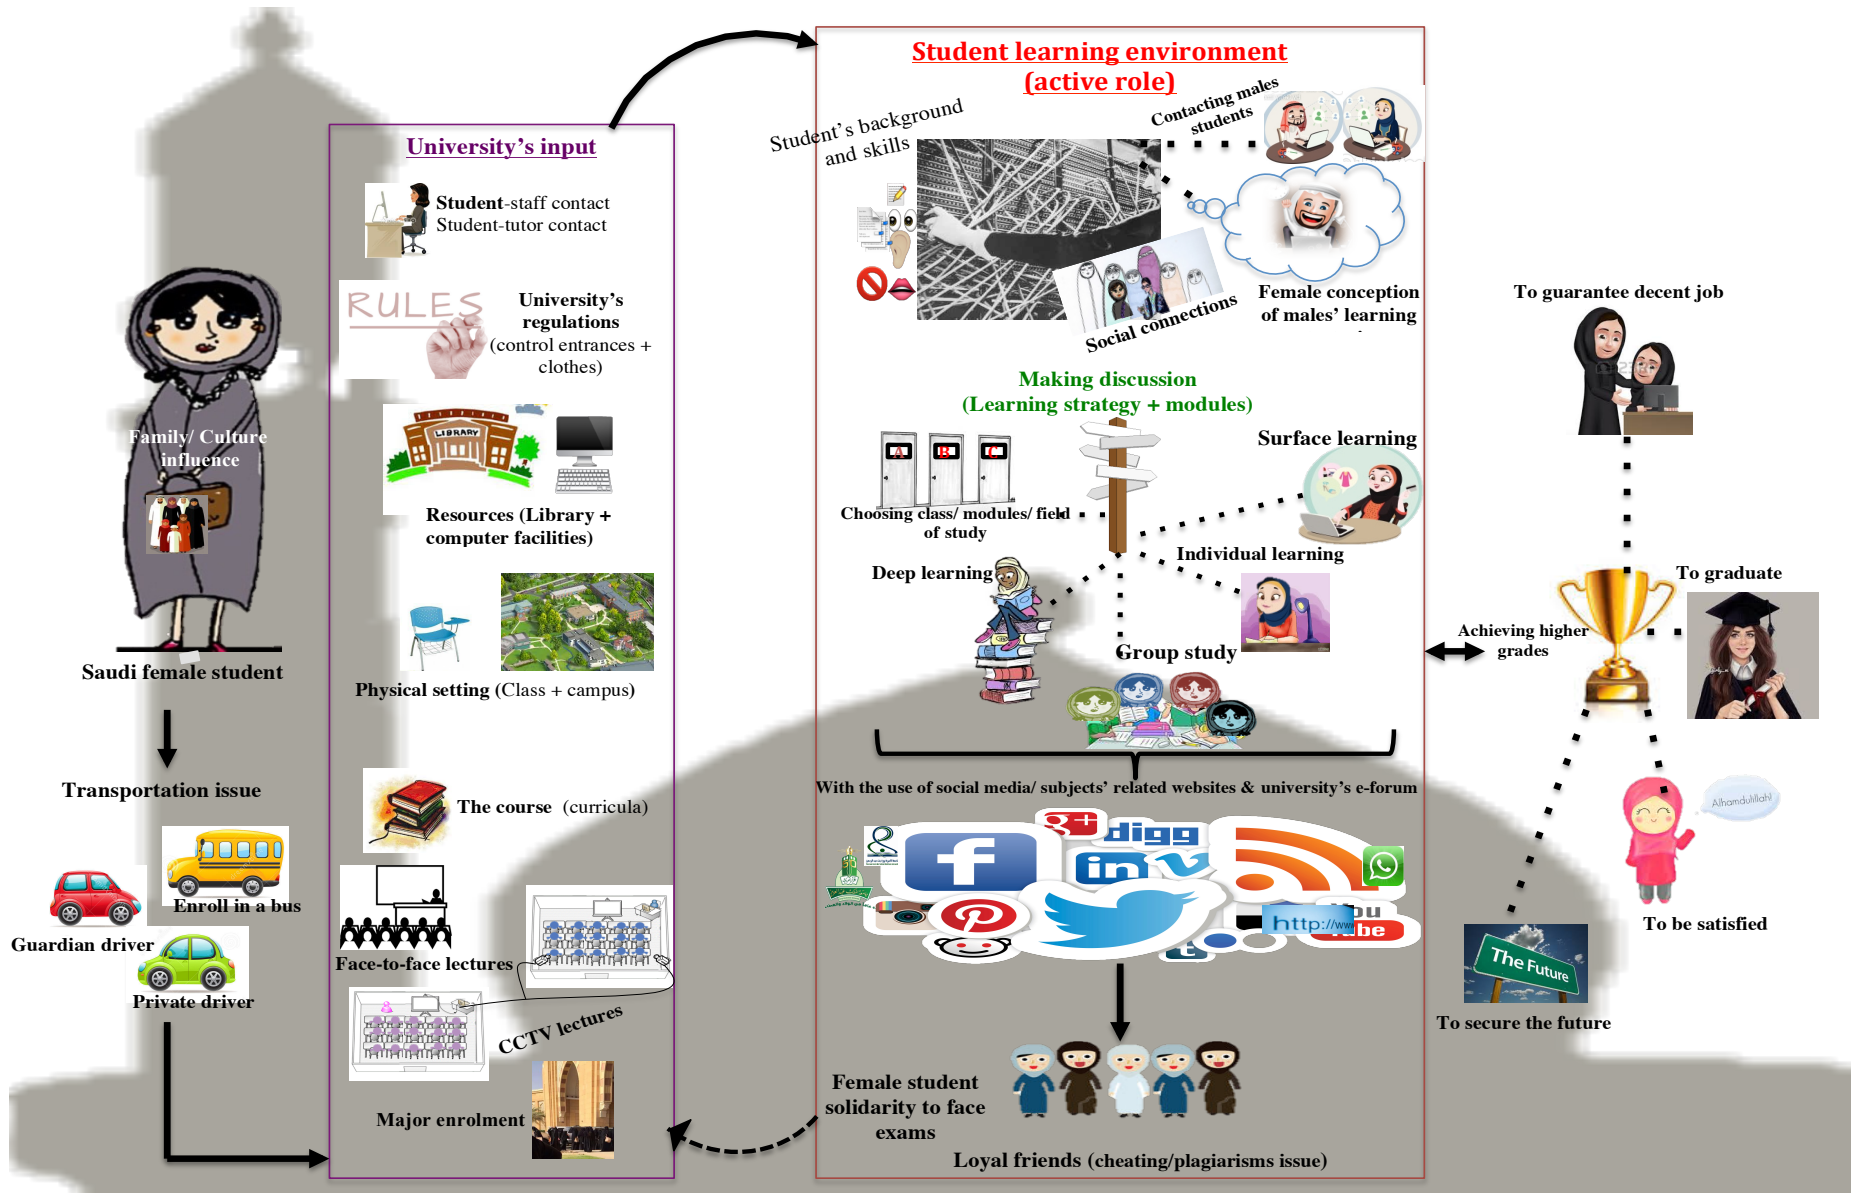 Family/ Culture
influence
Saudi female student
Transportation issue
Enroll in a bus
Guardian driver
Private driver
University's input
Student-staff contact
Student-tutor contact
RULES
University's
regulations
(control entrances +
clothes)
LIBRARY
Resources (Library +
computer facilities)
Physical setting (Class + campus)
The course (curricula)
Face-to-face lectures
CCTV lectures
Major enrolment
Student learning environment
(active role)
Student's background
and skills
Contacting males
students
Social connections
Female conception
of males' learning
Making discussion
(Learning strategy + modules)
A B C
Choosing class/ modules/ field
of study
Surface learning
Deep learning
Individual learning
Group study
With the use of social media/ subjects' related websites & university's e-forum
f
g+
digg
in
http://ww
You
Tube
t
Female student
solidarity to face
exams
Loyal friends (cheating/plagiarisms issue)
Achieving higher
grades
To guarantee decent job
To graduate
Alhamdulillah!
To be satisfied
The Future
To secure the future